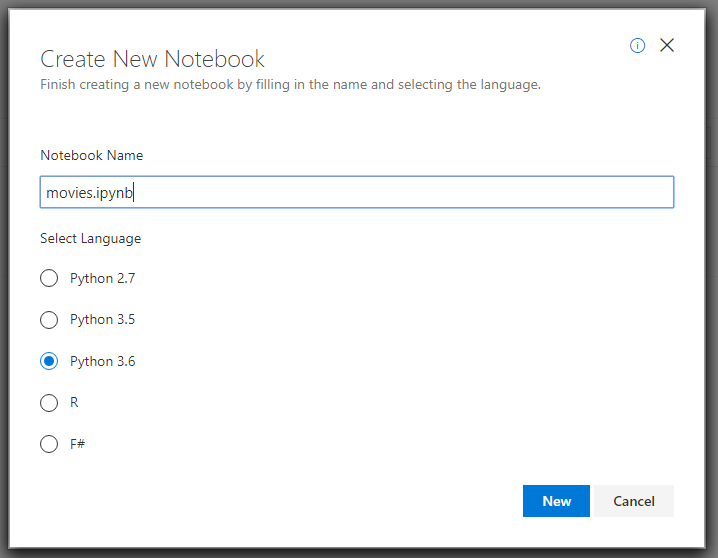 Create New Notebook
Finish creating a new notebook by filling in the name and selecting the language.
Notebook Name
movies.ipynb
Select Language
Python 2.7
Python 3.5
Python 3.6
R
F#
New Cancel